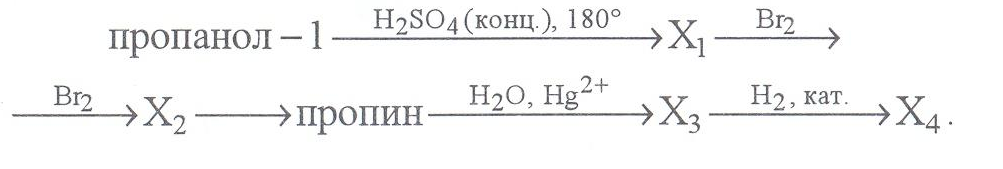 пропанол – 1 —H₂SO₄ (конц.), 180°→ X₁ —Br₂→
—Br₂→ X₂ ⟶ пропин —H₂O, Hg²⁺→ X₃ —H₂, кат.→ X₄ .